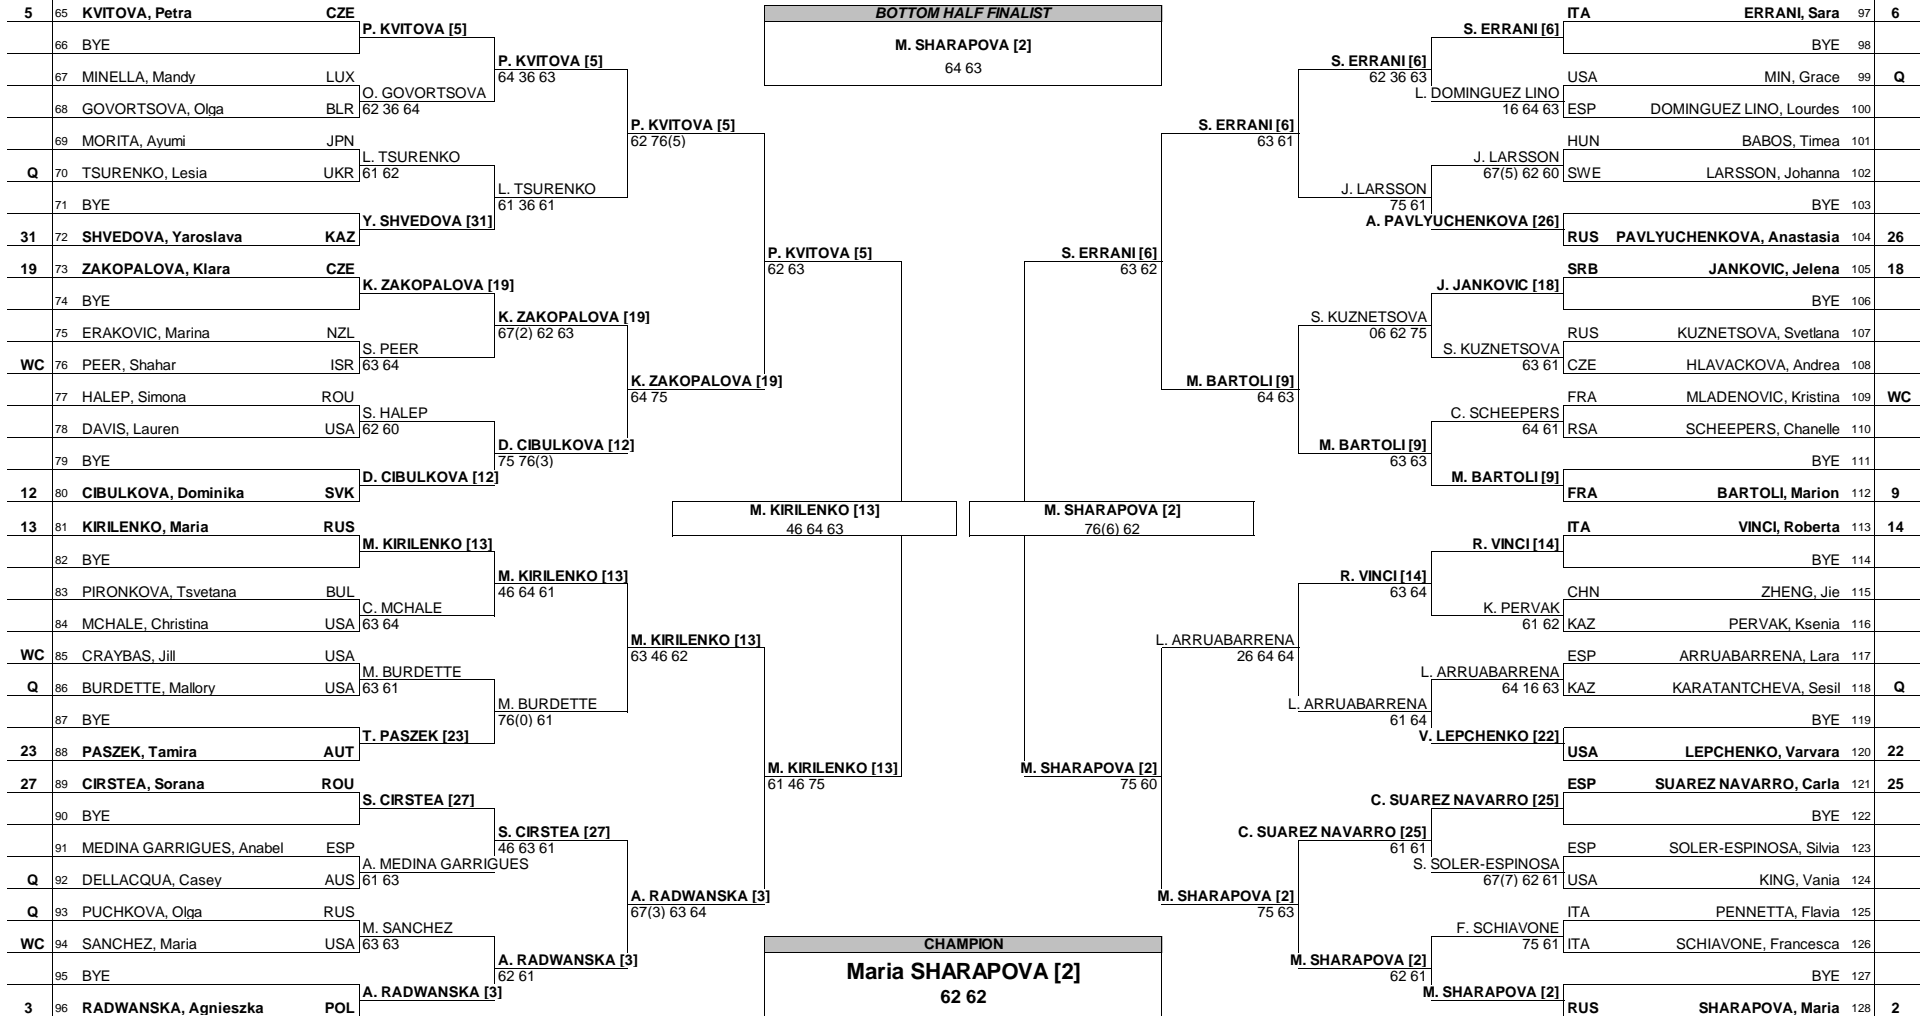 5 65 KVITOVA, Petra CZE
66 BYE
67 MINELLA, Mandy LUX
68 GOVORTSOVA, Olga BLR
69 MORITA, Ayumi JPN
Q 70 TSURENKO, Lesia UKR
71 BYE
31 72 SHVEDOVA, Yaroslava KAZ
19 73 ZAKOPALOVA, Klara CZE
74 BYE
75 ERAKOVIC, Marina NZL
WC 76 PEER, Shahar ISR
77 HALEP, Simona ROU
78 DAVIS, Lauren USA
79 BYE
12 80 CIBULKOVA, Dominika SVK
13 81 KIRILENKO, Maria RUS
82 BYE
83 PIRONKOVA, Tsvetana BUL
84 MCHALE, Christina USA
WC 85 CRAYBAS, Jill USA
Q 86 BURDETTE, Mallory USA
87 BYE
23 88 PASZEK, Tamira AUT
27 89 CIRSTEA, Sorana ROU
90 BYE
91 MEDINA GARRIGUES, Anabel ESP
Q 92 DELLACQUA, Casey AUS
Q 93 PUCHKOVA, Olga RUS
WC 94 SANCHEZ, Maria USA
95 BYE
3 96 RADWANSKA, Agnieszka POL
P. KVITOVA [5]
O. GOVORTSOVA
62 36 64
L. TSURENKO
61 62
Y. SHVEDOVA [31]
K. ZAKOPALOVA [19]
S. PEER
63 64
S. HALEP
62 60
D. CIBULKOVA [12]
M. KIRILENKO [13]
C. MCHALE
63 64
M. BURDETTE
63 61
T. PASZEK [23]
S. CIRSTEA [27]
A. MEDINA GARRIGUES
61 63
M. SANCHEZ
63 63
A. RADWANSKA [3]
P. KVITOVA [5]
64 36 63
L. TSURENKO
61 36 61
K. ZAKOPALOVA [19]
67(2) 62 63
D. CIBULKOVA [12]
75 76(3)
M. KIRILENKO [13]
46 64 61
M. BURDETTE
76(0) 61
S. CIRSTEA [27]
46 63 61
A. RADWANSKA [3]
62 61
P. KVITOVA [5]
62 76(5)
K. ZAKOPALOVA [19]
64 75
M. KIRILENKO [13]
63 46 62
A. RADWANSKA [3]
67(3) 63 64
P. KVITOVA [5]
62 63
M. KIRILENKO [13]
61 46 75
M. KIRILENKO [13]
46 64 63
BOTTOM HALF FINALIST
M. SHARAPOVA [2]
64 63
CHAMPION
Maria SHARAPOVA [2]
62 62
M. SHARAPOVA [2]
76(6) 62
S. ERRANI [6]
63 62
M. SHARAPOVA [2]
75 60
S. ERRANI [6]
63 61
M. BARTOLI [9]
64 63
L. ARRUABARRENA
26 64 64
M. SHARAPOVA [2]
75 63
S. ERRANI [6]
62 36 63
J. LARSSON
75 61
S. KUZNETSOVA
06 62 75
M. BARTOLI [9]
63 63
R. VINCI [14]
63 64
L. ARRUABARRENA
61 64
C. SUAREZ NAVARRO [25]
61 61
M. SHARAPOVA [2]
62 61
S. ERRANI [6]
L. DOMINGUEZ LINO
16 64 63
J. LARSSON
67(5) 62 60
A. PAVLYUCHENKOVA [26]
J. JANKOVIC [18]
S. KUZNETSOVA
63 61
C. SCHEEPERS
64 61
M. BARTOLI [9]
R. VINCI [14]
K. PERVAK
61 62
L. ARRUABARRENA
64 16 63
V. LEPCHENKO [22]
C. SUAREZ NAVARRO [25]
S. SOLER-ESPINOSA
67(7) 62 61
F. SCHIAVONE
75 61
M. SHARAPOVA [2]
ITA ERRANI, Sara 97 6
BYE 98
USA MIN, Grace 99 Q
ESP DOMINGUEZ LINO, Lourdes 100
HUN BABOS, Timea 101
SWE LARSSON, Johanna 102
BYE 103
RUS PAVLYUCHENKOVA, Anastasia 104 26
SRB JANKOVIC, Jelena 105 18
BYE 106
RUS KUZNETSOVA, Svetlana 107
CZE HLAVACKOVA, Andrea 108
FRA MLADENOVIC, Kristina 109 WC
RSA SCHEEPERS, Chanelle 110
BYE 111
FRA BARTOLI, Marion 112 9
ITA VINCI, Roberta 113 14
BYE 114
CHN ZHENG, Jie 115
KAZ PERVAK, Ksenia 116
ESP ARRUABARRENA, Lara 117
KAZ KARATANTCHEVA, Sesil 118 Q
BYE 119
USA LEPCHENKO, Varvara 120 22
ESP SUAREZ NAVARRO, Carla 121 25
BYE 122
ESP SOLER-ESPINOSA, Silvia 123
USA KING, Vania 124
ITA PENNETTA, Flavia 125
ITA SCHIAVONE, Francesca 126
BYE 127
RUS SHARAPOVA, Maria 128 2